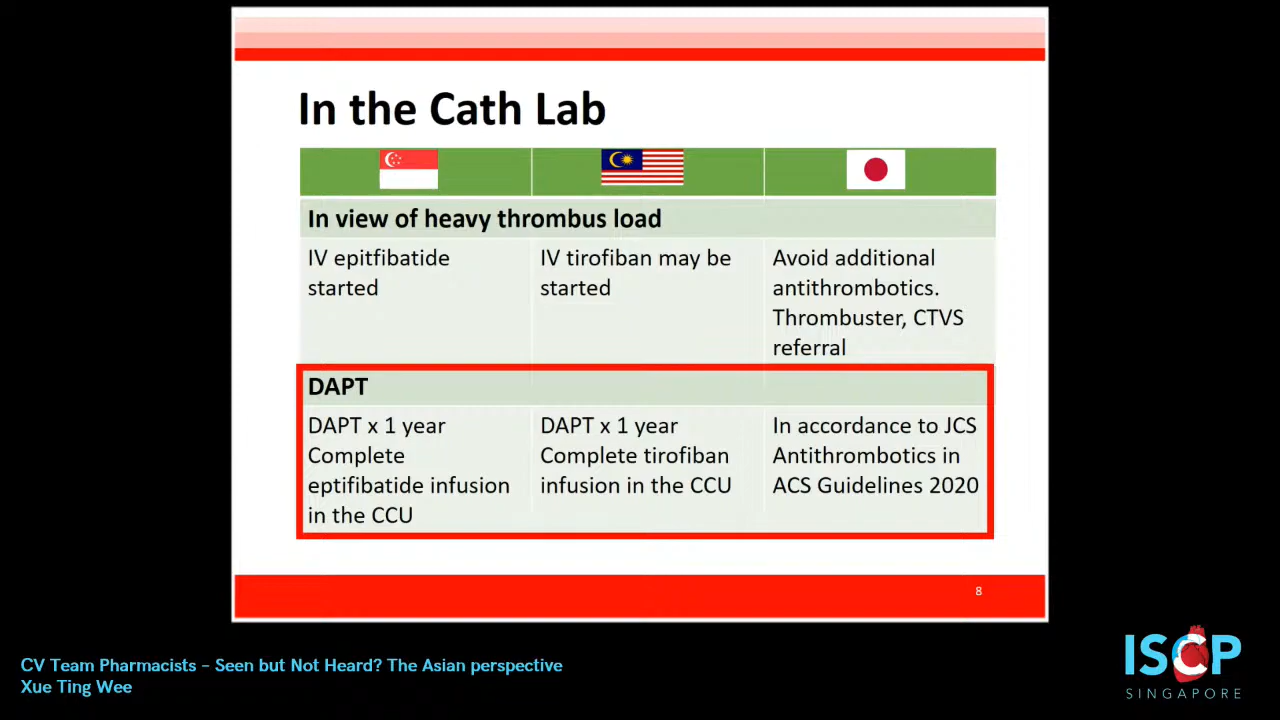 In the Cath Lab
In view of heavy thrombus load
IV epitfibatide
started
IV tirofiban may be
started
Avoid additional
antithrombotics.
Thrombuster, CTVS
referral
DAPT
DAPT x 1 year
Complete
eptifibatide infusion
in the CCU
DAPT x 1 year
Complete tirofiban
infusion in the CCU
In accordance to JCS
Antithrombotics in
ACS Guidelines 2020
8
CV Team Pharmacists – Seen but Not Heard? The Asian perspective
Xue Ting Wee
ISCP
SINGAPORE